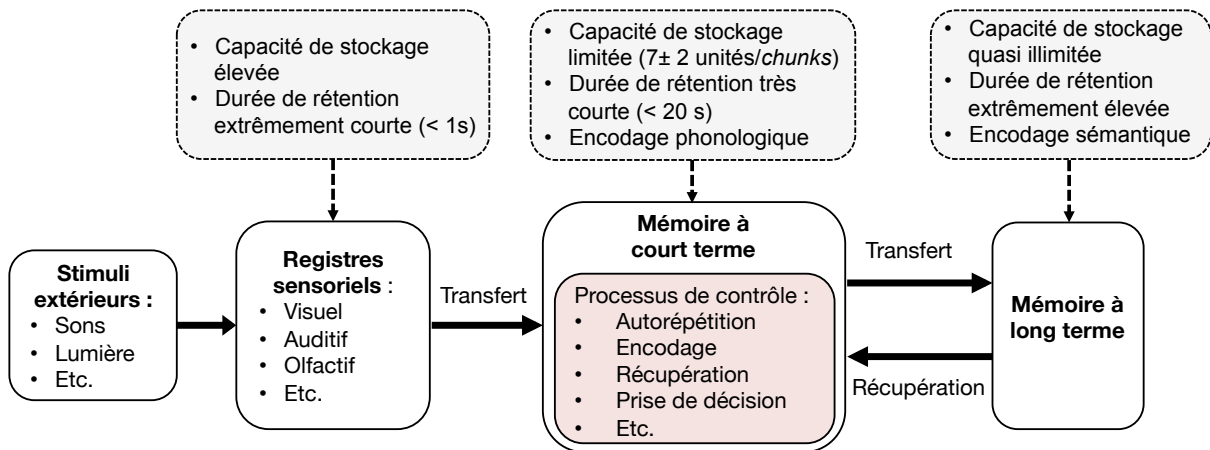 • Capacité de stockage
élevée
• Durée de rétention
extrêmement courte (< 1s)
• Capacité de stockage
limitée (7± 2 unités/chunks)
• Durée de rétention très
courte (< 20 s)
• Encodage phonologique
• Capacité de stockage
quasi illimitée
• Durée de rétention
extrêmement élevée
• Encodage sémantique
Stimuli
extérieurs :
• Sons
• Lumière
• Etc.
Registres
sensoriels :
• Visuel
• Auditif
• Olfactif
• Etc.
Transfert
Mémoire à
court terme
Processus de contrôle :
• Autorépétition
• Encodage
• Récupération
• Prise de décision
• Etc.
Transfert
Récupération
Mémoire à
long terme